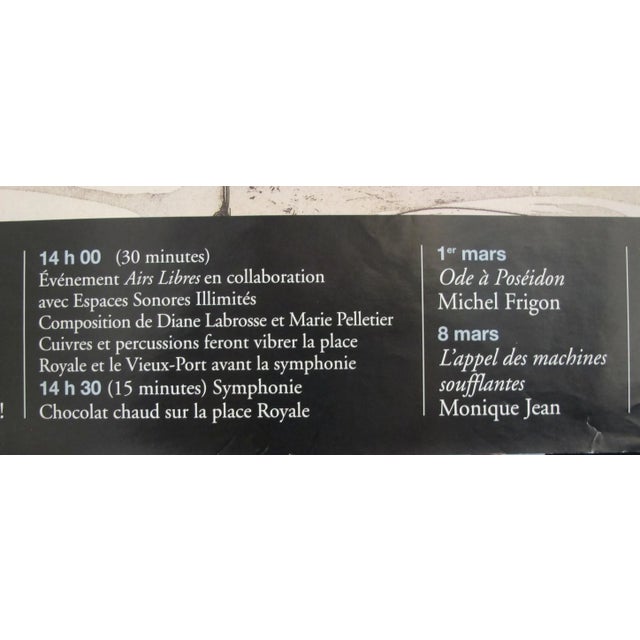 14 h 00 (30 minutes)
Événement Airs Libres en collaboration
avec Espaces Sonores Illimités
Composition de Diane Labrosse et Marie Pelletier
Cuivres et percussions feront vibrer la place
Royale et le Vieux-Port avant la symphonie
14 h 30 (15 minutes) Symphonie
Chocolat chaud sur la place Royale
!
1er mars
Ode à Poséidon
Michel Frigon
8 mars
L'appel des machines
soufflantes
Monique Jean